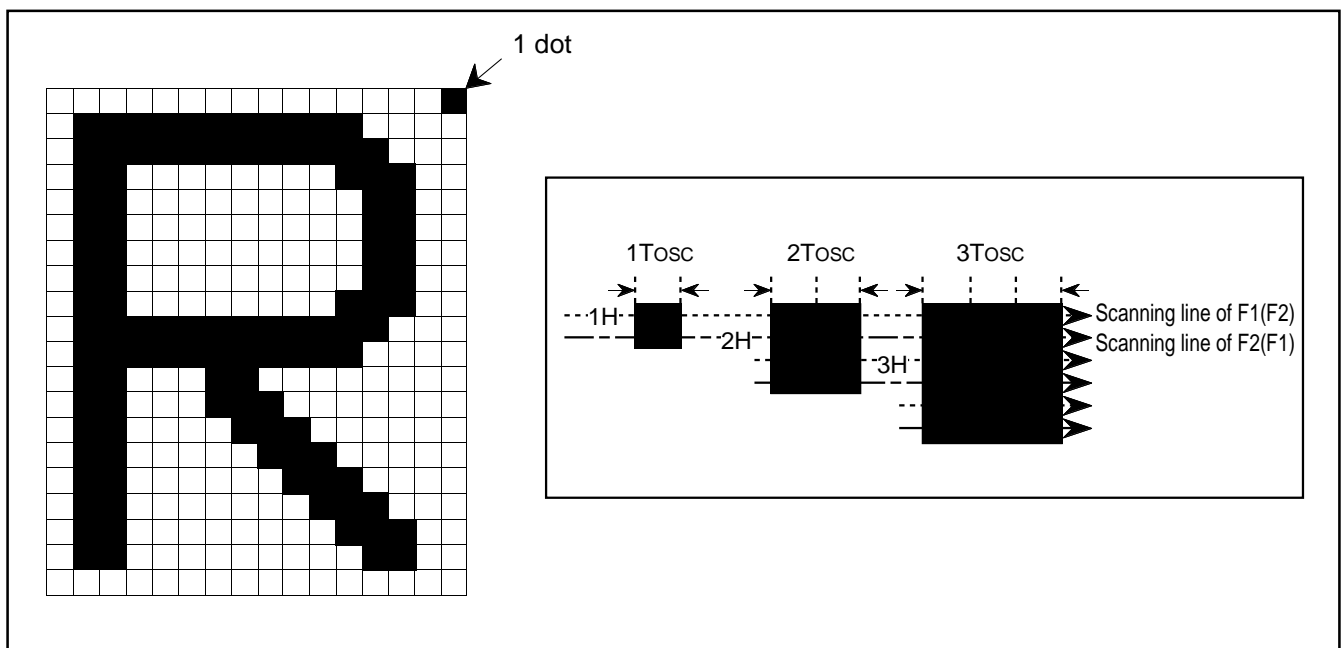 1 dot
R
1Tosc 2Tosc 3Tosc
1H
2H
3H
Scanning line of F1(F2)
Scanning line of F2(F1)